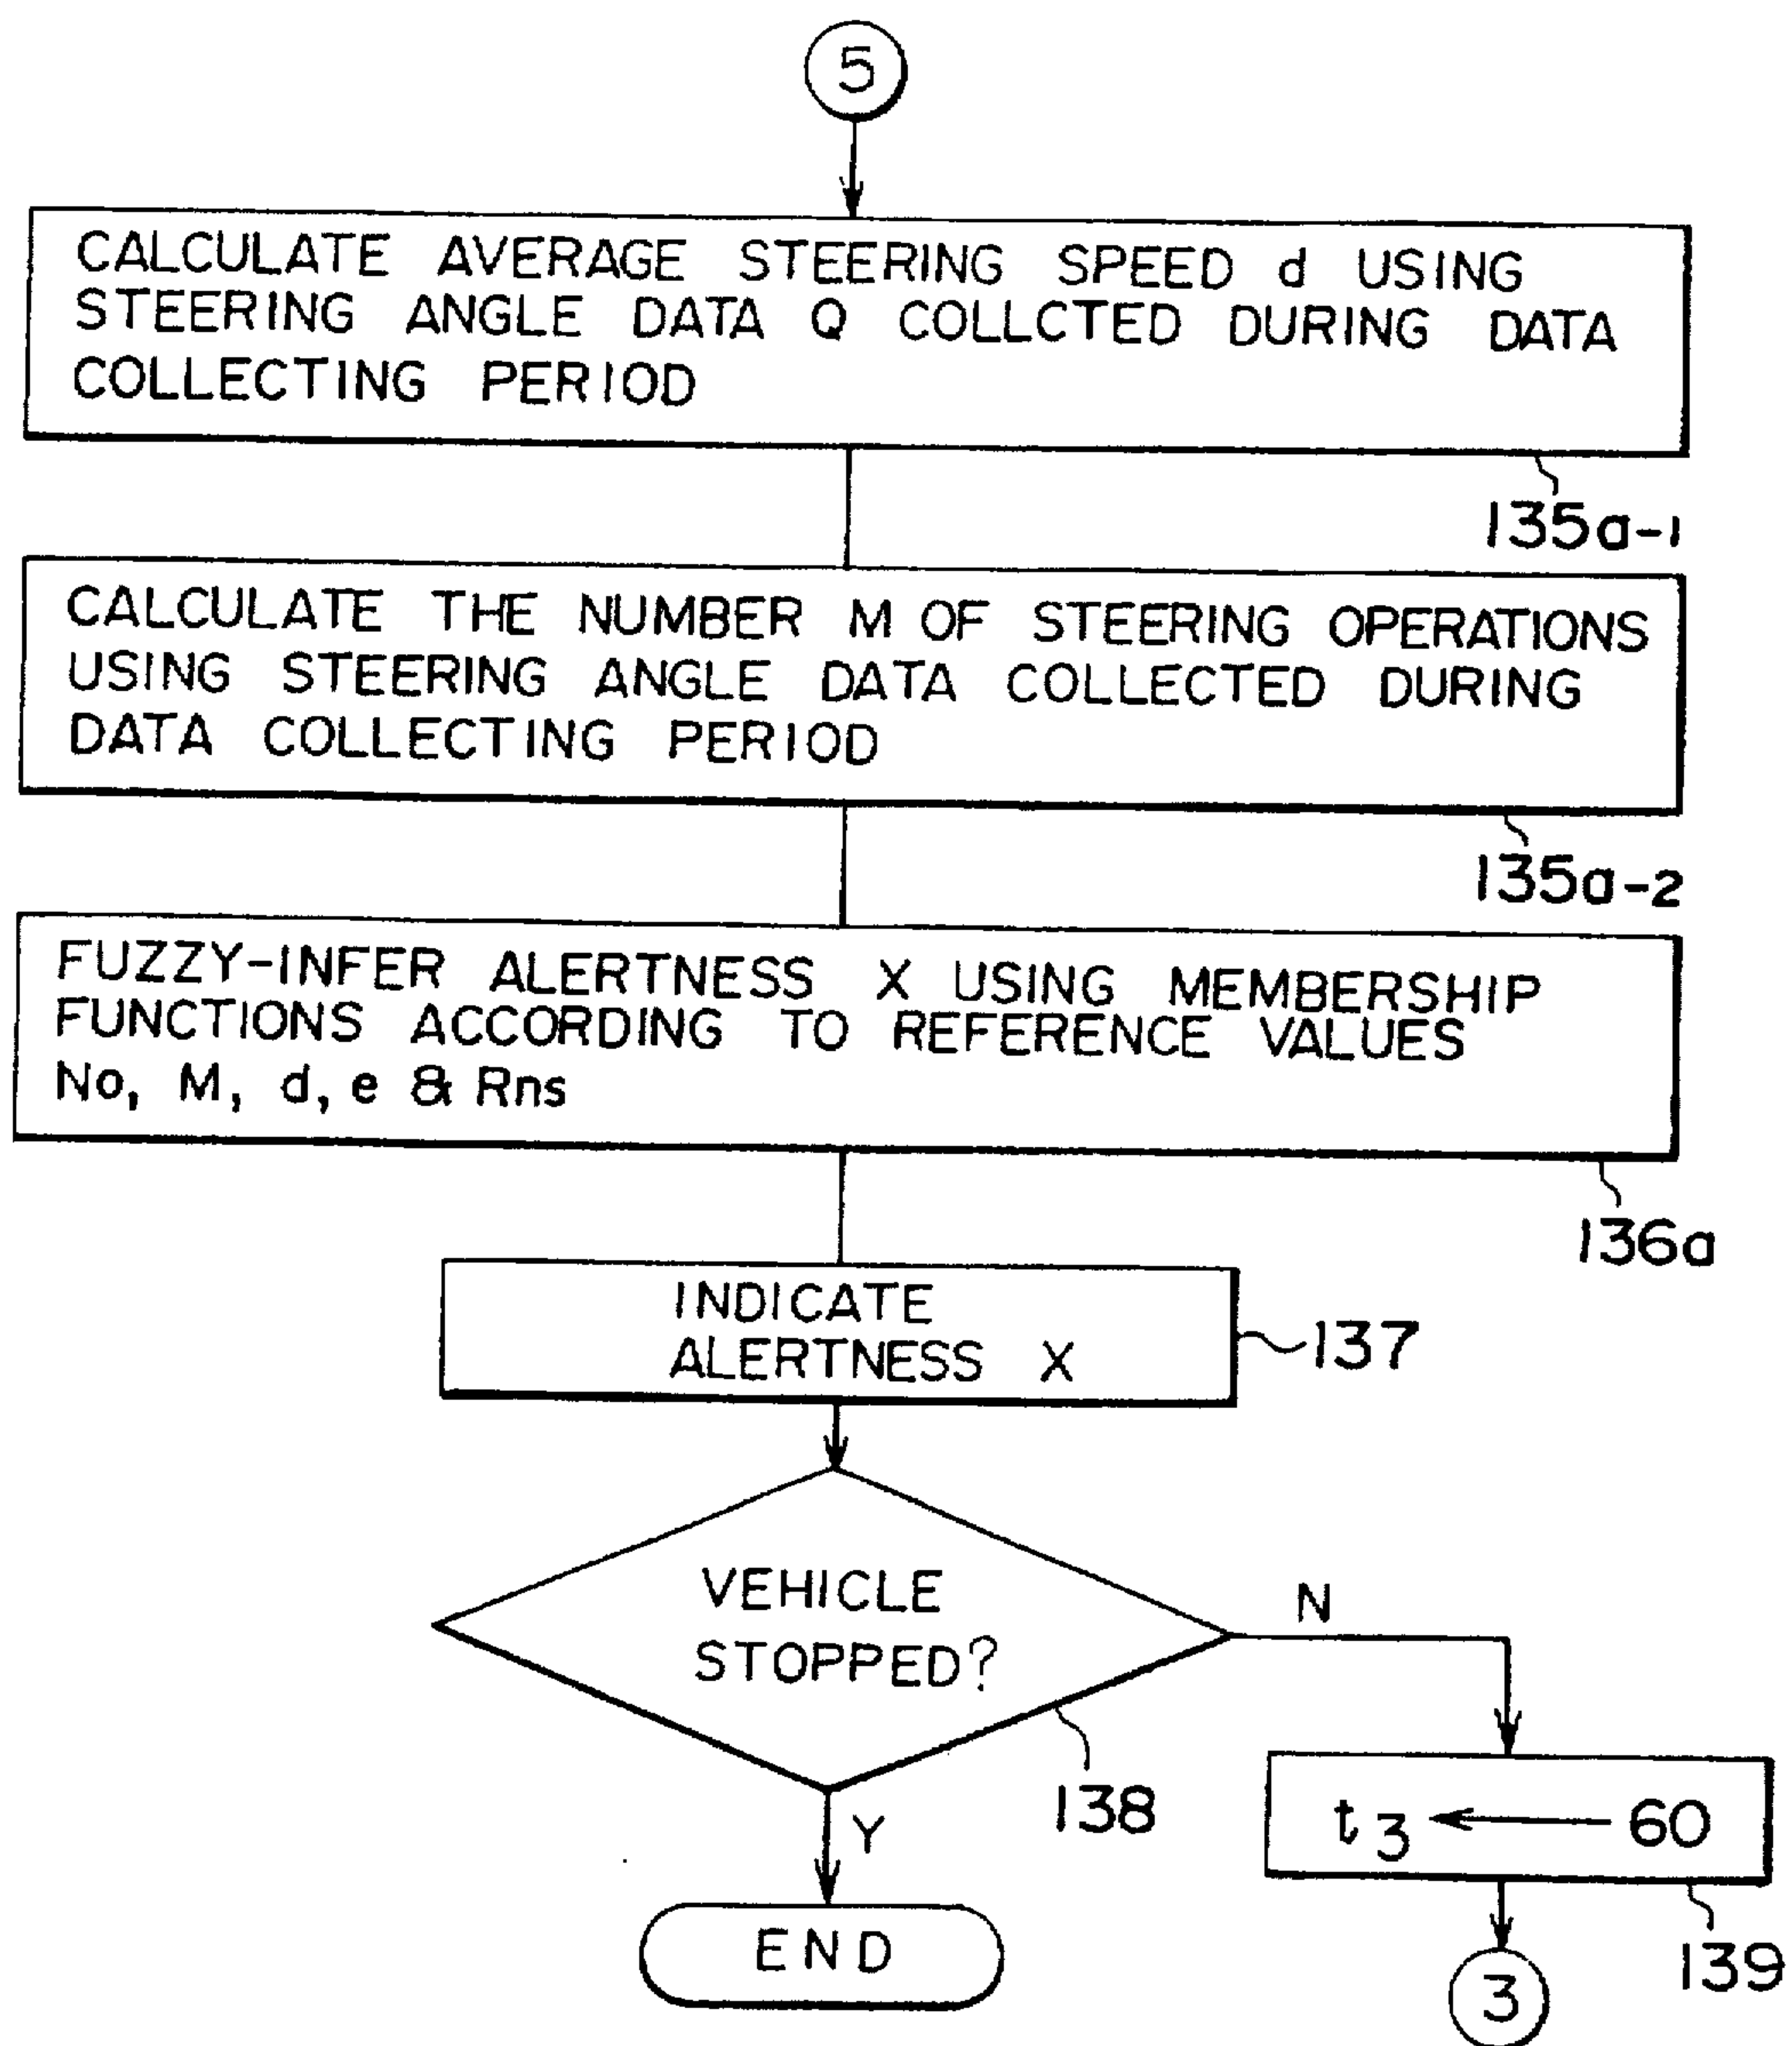 5
CALCULATE AVERAGE STEERING SPEED d USING
STEERING ANGLE DATA Q COLLCTED DURING DATA
COLLECTING PERIOD
135a-1
CALCULATE THE NUMBER M OF STEERING OPERATIONS
USING STEERING ANGLE DATA COLLECTED DURING
DATA COLLECTING PERIOD
135a-2
FUZZY-INFER ALERTNESS X USING MEMBERSHIP
FUNCTIONS ACCORDING TO REFERENCE VALUES
No, M, d, e & Rns
136a
INDICATE
ALERTNESS X
137
VEHICLE
STOPPED?
N
138
Y
t3 ← 60
139
END
3